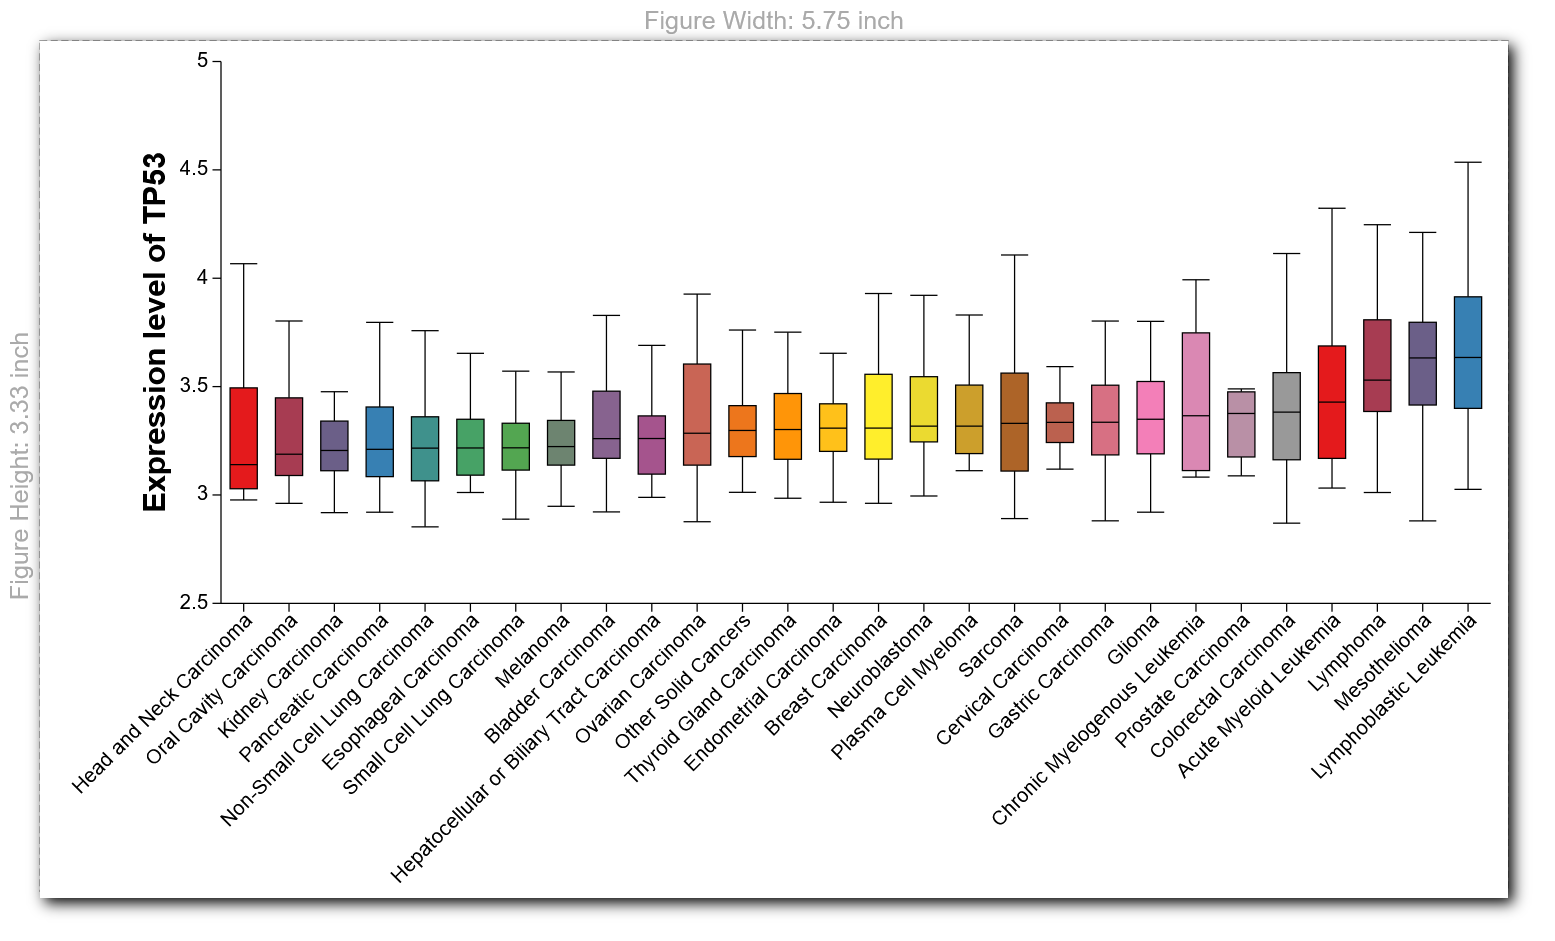 Figure Width: 5.75 inch
Figure Height: 3.33 inch
Expression level of TP53
5
4.5
4
3.5
3
2.5
Head and Neck Carcinoma
Oral Cavity Carcinoma
Kidney Carcinoma
Pancreatic Carcinoma
Non-Small Cell Lung Carcinoma
Esophageal Carcinoma
Small Cell Lung Carcinoma
Melanoma
Bladder Carcinoma
Hepatocellular or Biliary Tract Carcinoma
Ovarian Carcinoma
Other Solid Cancers
Thyroid Gland Carcinoma
Endometrial Carcinoma
Breast Carcinoma
Neuroblastoma
Plasma Cell Myeloma
Sarcoma
Cervical Carcinoma
Gastric Carcinoma
Glioma
Chronic Myelogenous Leukemia
Prostate Carcinoma
Colorectal Carcinoma
Acute Myeloid Leukemia
Lymphoma
Mesothelioma
Lymphoblastic Leukemia